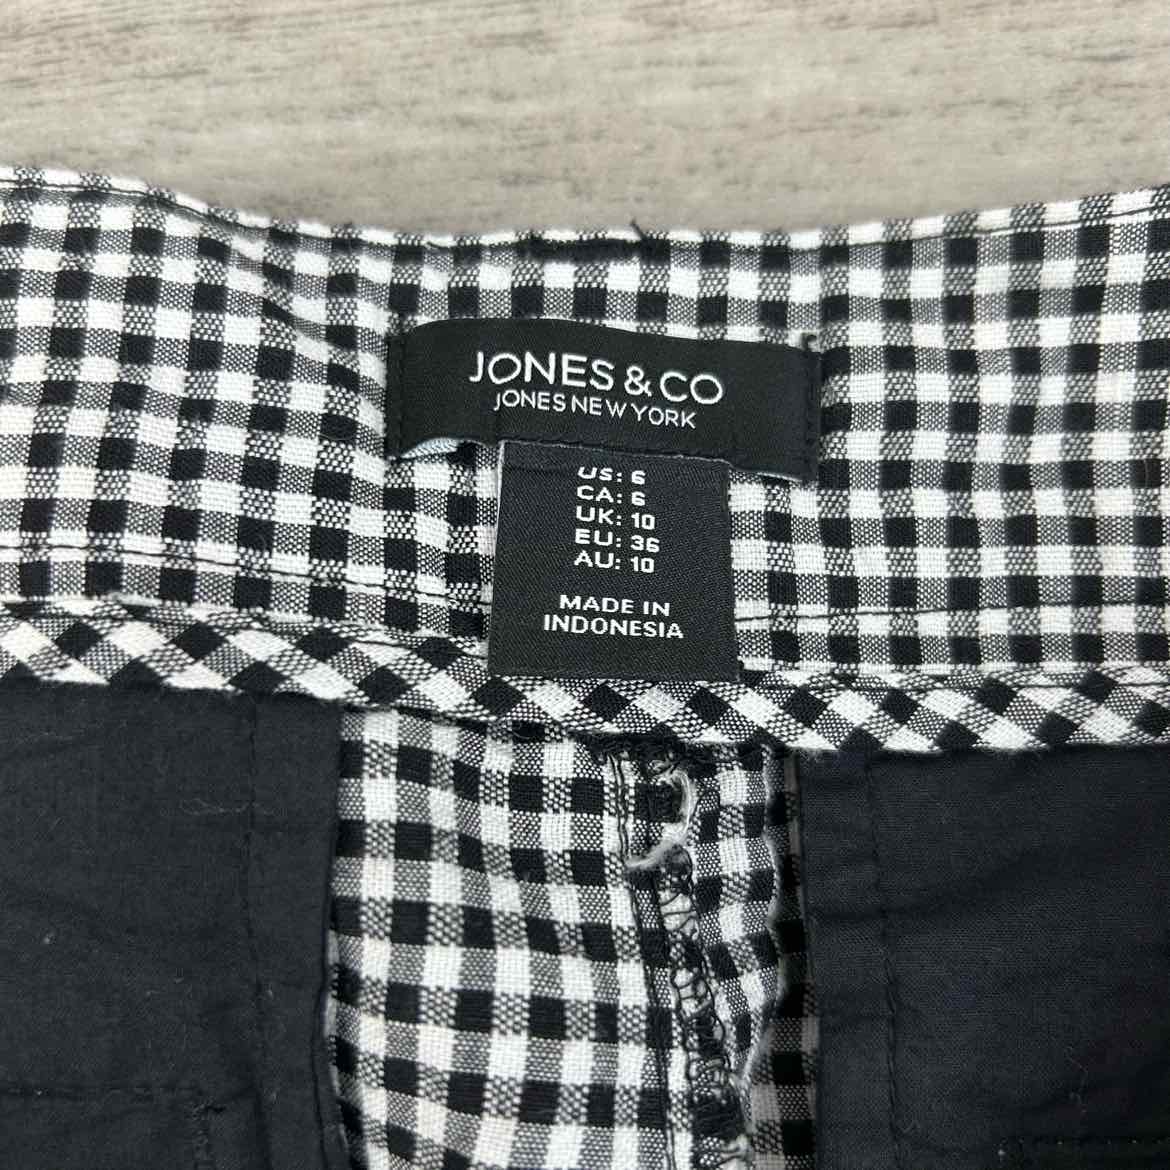 JONES & CO
JONES NEW YORK
US: 6
CA: 6
UK: 10
EU: 36
AU: 10
MADE IN
INDONESIA